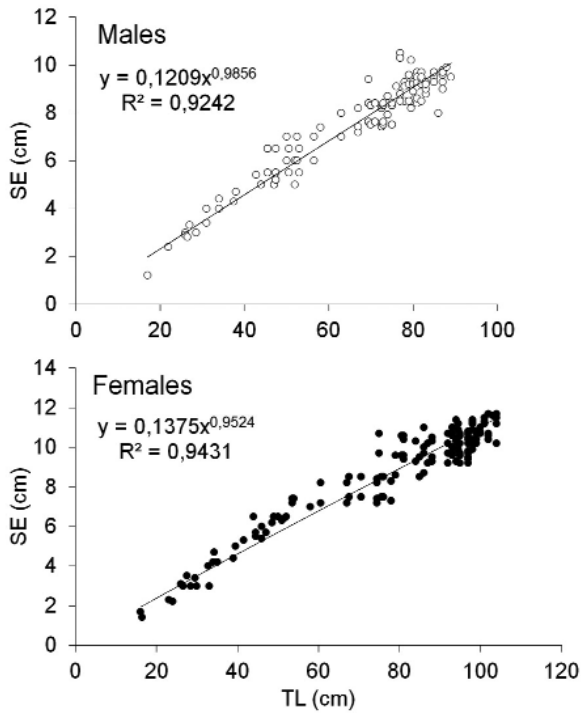 12
Males
10
y = 0,1209x^0,9856
R² = 0,9242
8
6
4
2
0
SE (cm)
0 20 40 60 80 100
14
Females
12
y = 0,1375x^0,9524
R² = 0,9431
10
8
6
4
2
0
SE (cm)
0 20 40 60 80 100 120
TL (cm)